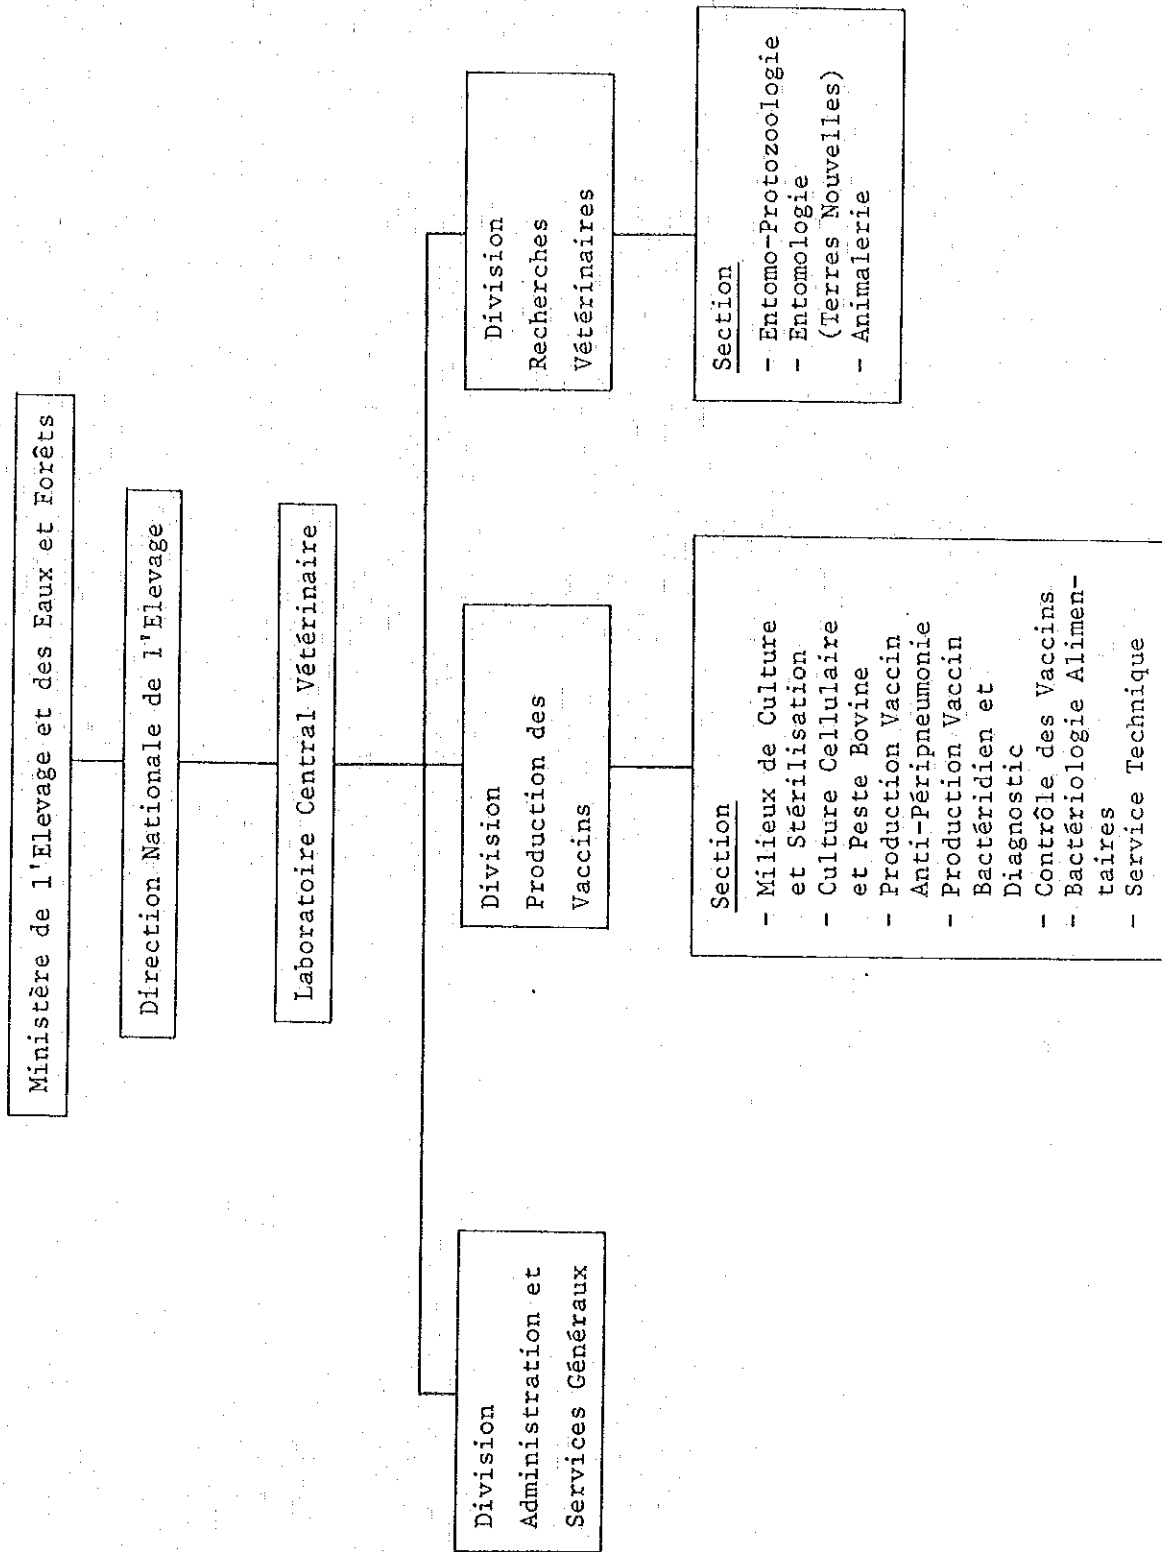 Ministère de l'Elevage et des Eaux et Forêts
Direction Nationale de l'Elevage
Laboratoire Central Vétérinaire
Division
Administration et
Services Généraux
Division
Production des
Vaccins
Division
Recherches
Vétérinaires
Section
- Milieux de Culture
et Stérilisation
- Culture Cellulaire
et Peste Bovine
- Production Vaccin
Anti-Péripneumonie
- Production Vaccin
Bactéridien et
Diagnostic
- Contrôle des Vaccins
- Bactériologie Alimen-
taires
- Service Technique
Section
- Entomo-Protozoologie
- Entomologie
(Terres Nouvelles)
- Animalerie